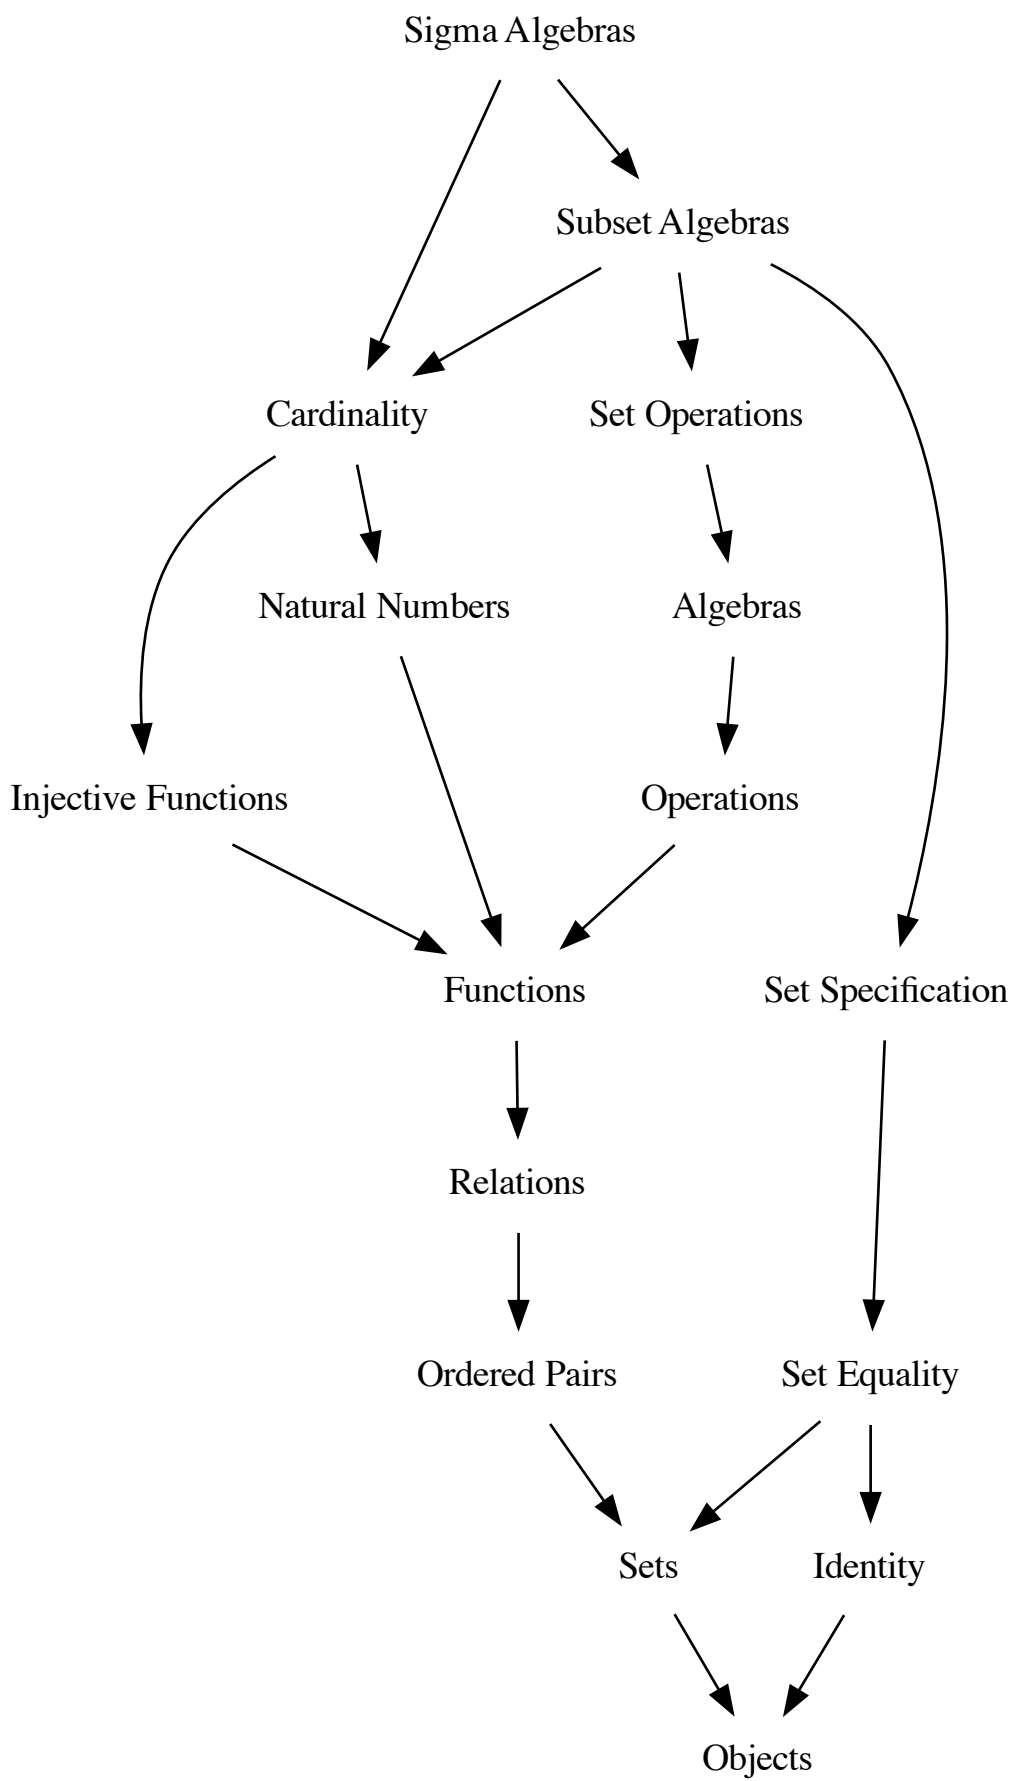 Sigma Algebras
Subset Algebras
Cardinality
Set Operations
Natural Numbers
Algebras
Injective Functions
Operations
Functions
Set Specification
Relations
Ordered Pairs
Set Equality
Sets
Identity
Objects